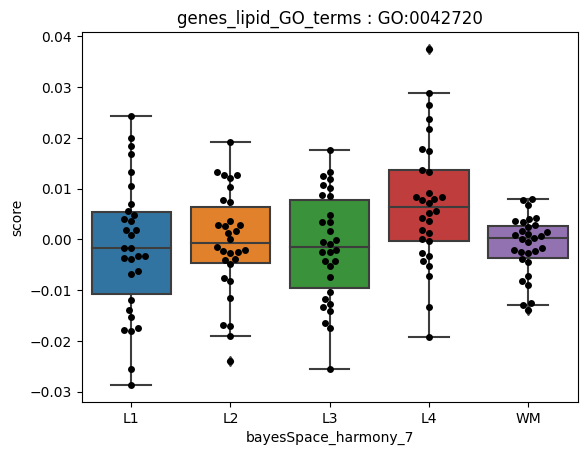 genes_lipid_GO_terms : GO:0042720
score
0.04
0.03
0.02
0.01
0.00
−0.01
−0.02
−0.03
L1 L2 L3 L4 WM
bayesSpace_harmony_7